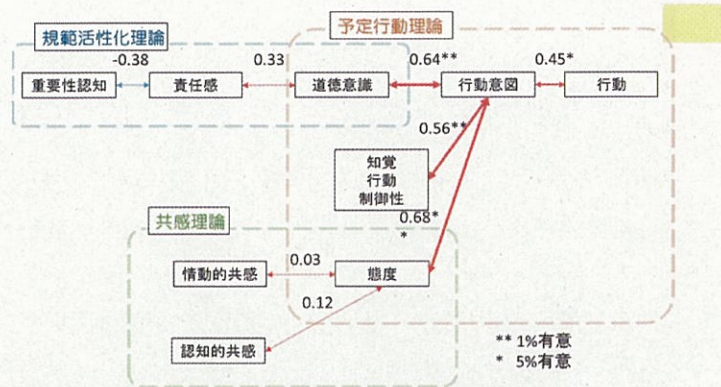 予定行動理論
規範活性化理論
-0.38
0.33
0.64**
0.45*
重要性認知
責任感
道徳意識
行動意図
行動
0.56**
知覚
行動
制御性
共感理論
0.68*
*
0.03
情動的共感
態度
0.12
認知的共感
** 1%有意
* 5%有意